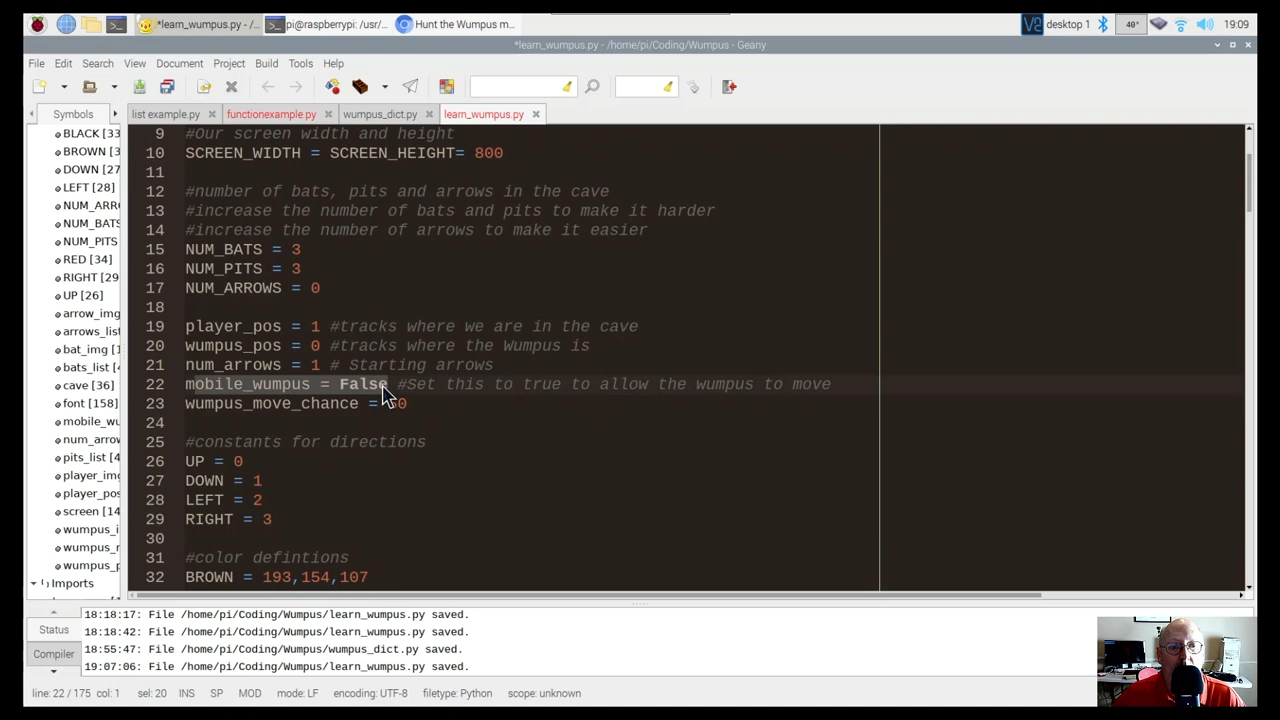 *learn_wumpus.py - /...
pi@raspberrypi: /usr/...
Hunt the Wumpus m...
desktop 1
40°
19:09
*learn_wumpus.py - /home/pi/Coding/Wumpus - Geany
File Edit Search View Document Project Build Tools Help
Symbols
list example.py
functionexample.py
wumpus_dict.py
learn_wumpus.py
BLACK [33
BROWN [3
DOWN [27
LEFT [28]
NUM_ARR
NUM_BATS
NUM_PITS
RED [34]
RIGHT [29
UP [26]
arrow_img
arrows_list
bat_img [1
bats_list [
cave [36]
font [158]
mobile_wu
num_arrow
pits_list [
player_img
player_pos
screen [14
wumpus_i
wumpus_m
wumpus_p
Imports
9 #Our screen width and height
10 SCREEN_WIDTH = SCREEN_HEIGHT= 800
11
12 #number of bats, pits and arrows in the cave
13 #increase the number of bats and pits to make it harder
14 #increase the number of arrows to make it easier
15 NUM_BATS = 3
16 NUM_PITS = 3
17 NUM_ARROWS = 0
18
19 player_pos = 1 #tracks where we are in the cave
20 wumpus_pos = 0 #tracks where the Wumpus is
21 num_arrows = 1 # Starting arrows
22 mobile_wumpus = False #Set this to true to allow the wumpus to move
23 wumpus_move_chance = 0
24
25 #constants for directions
26 UP = 0
27 DOWN = 1
28 LEFT = 2
29 RIGHT = 3
30
31 #color defintions
32 BROWN = 193,154,107
Status
Compiler
18:18:17: File /home/pi/Coding/Wumpus/learn_wumpus.py saved.
18:18:42: File /home/pi/Coding/Wumpus/learn_wumpus.py saved.
18:55:47: File /home/pi/Coding/Wumpus/wumpus_dict.py saved.
19:07:06: File /home/pi/Coding/Wumpus/learn_wumpus.py saved.
line: 22 / 175 col: 1 sel: 20 INS SP MOD mode: LF encoding: UTF-8 filetype: Python scope: unknown